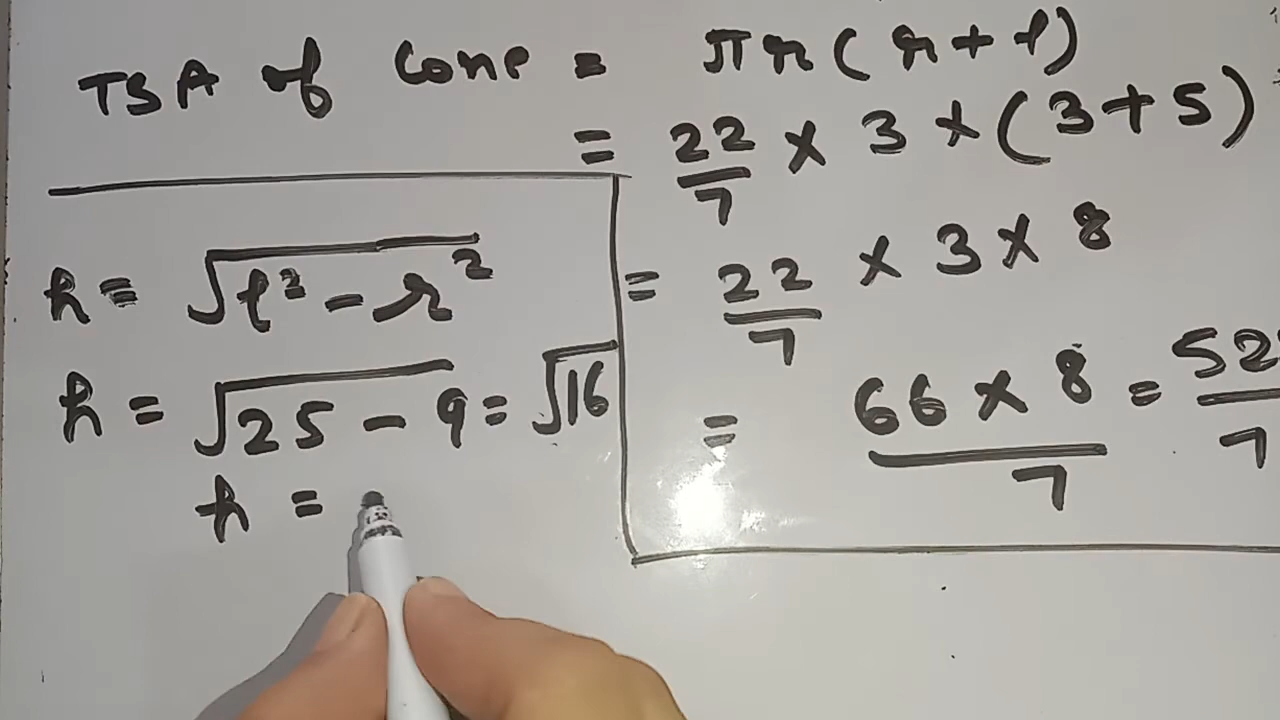 TSA of cone = πr(r+l)
= 22/7 × 3 × (3+5)
= 22/7 × 3 × 8
= 66 × 8/7 = 52/7
h = √l² - r²
h = √25 - 9 = √16
h =